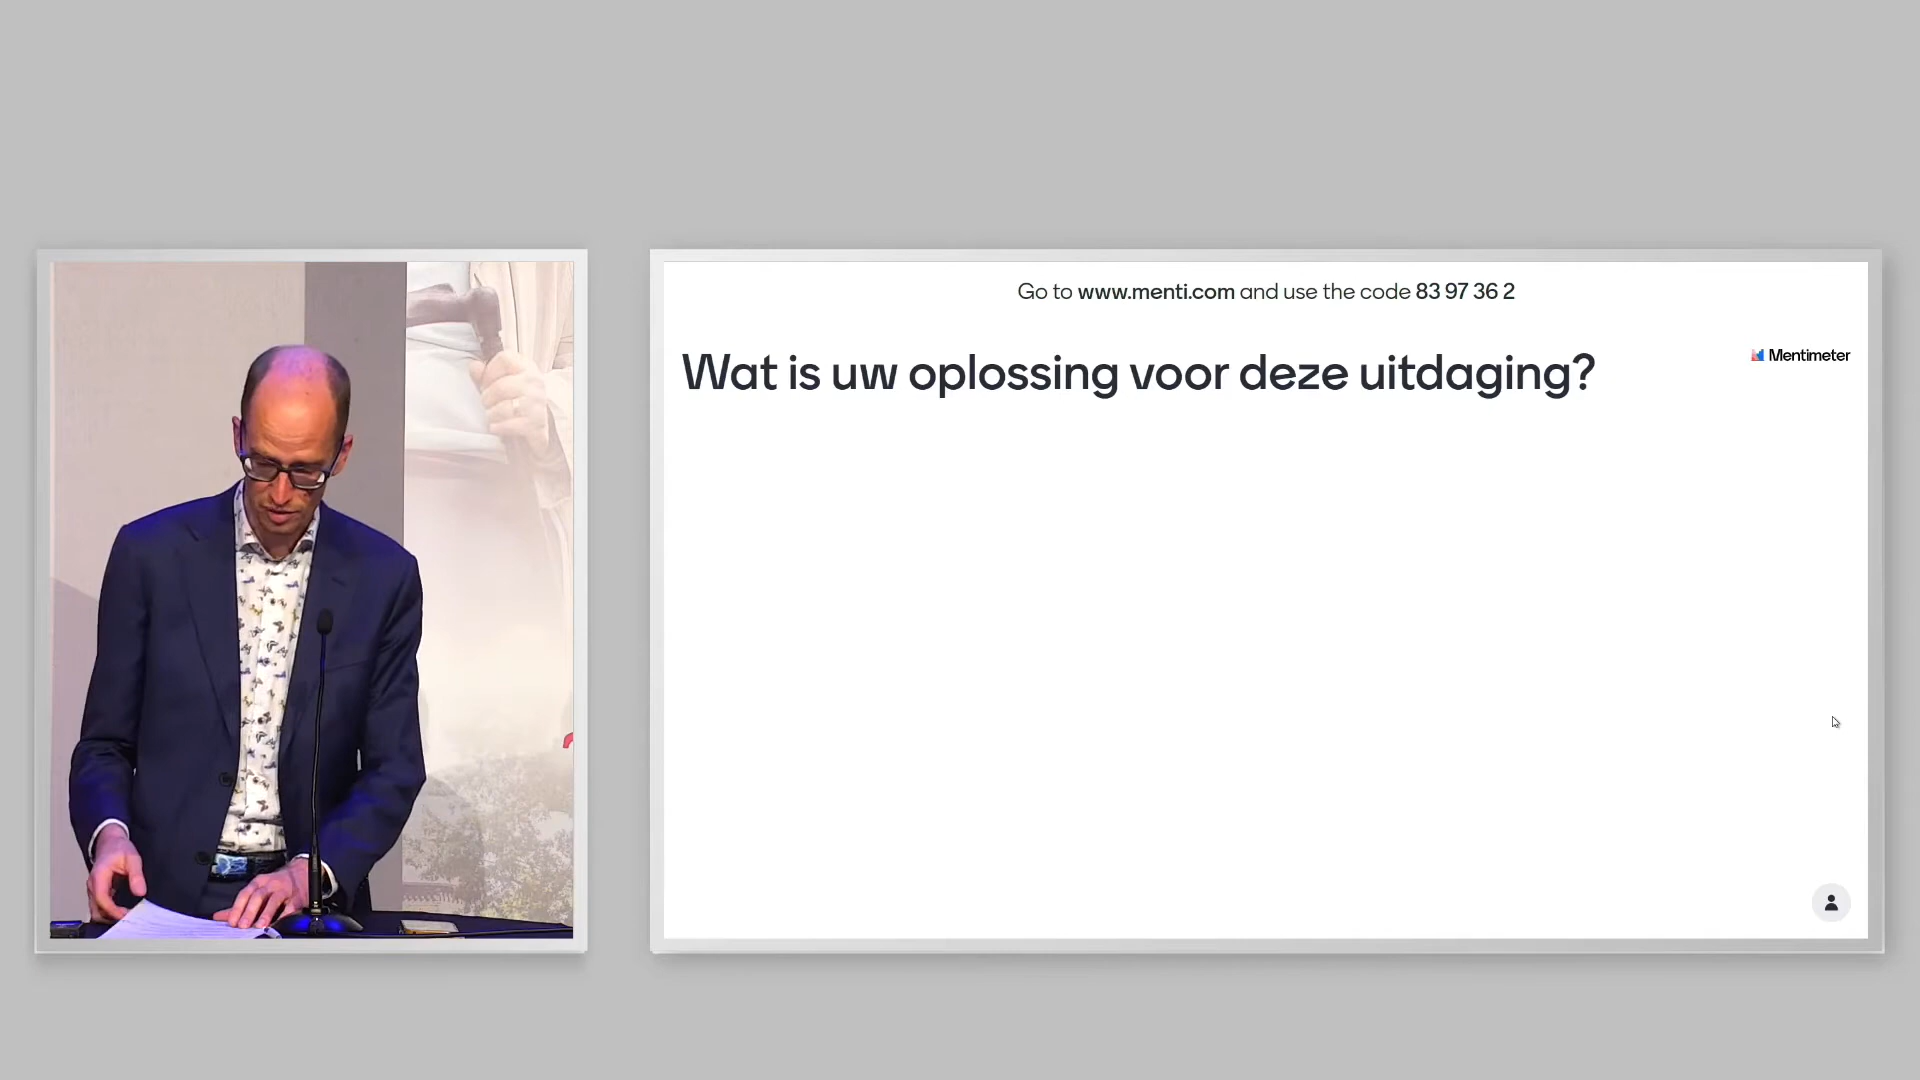 Go to www.menti.com and use the code 83 97 36 2
Wat is uw oplossing voor deze uitdaging?
Mentimeter